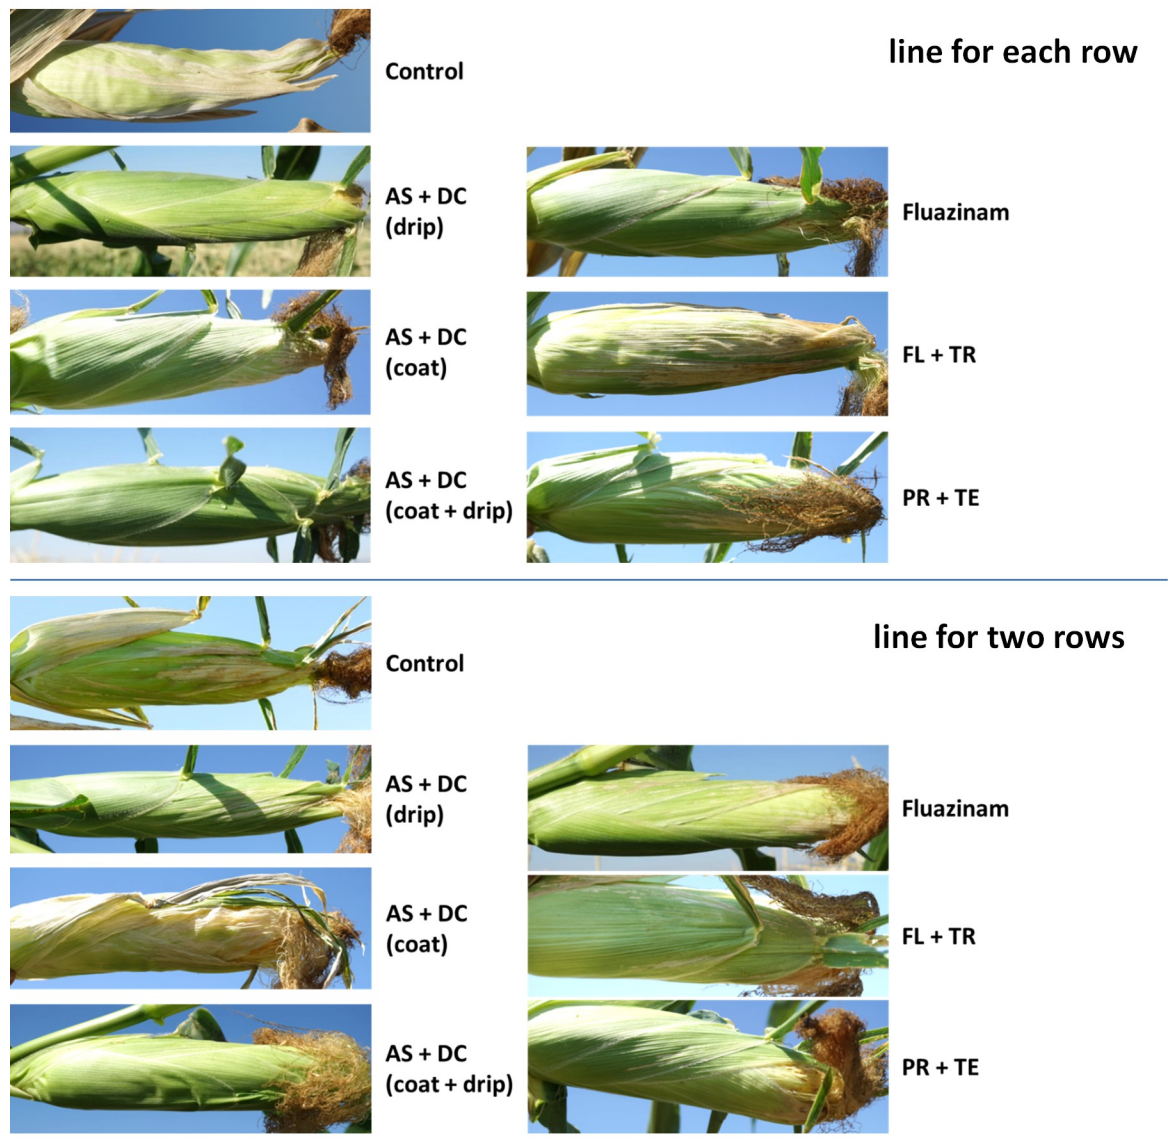 line for each row
Control
AS + DC
(drip)
Fluazinam
AS + DC
(coat)
FL + TR
AS + DC
(coat + drip)
PR + TE
line for two rows
Control
AS + DC
(drip)
Fluazinam
AS + DC
(coat)
FL + TR
AS + DC
(coat + drip)
PR + TE